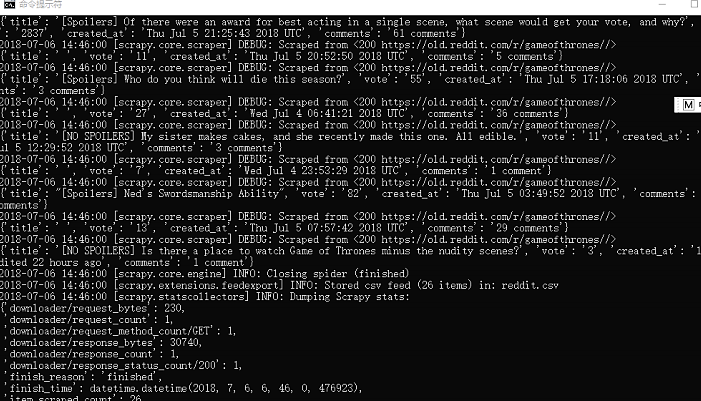 命令提示符
{'title': '[Spoilers] Of there were an award for best acting in a single scene, what scene would get your vote, and why?',
: '2837', 'created_at': 'Thu Jul 5 21:25:43 2018 UTC', 'comments': '61 comments'}
2018-07-06 14:46:00 [scrapy.core.scraper] DEBUG: Scraped from <200 https://old.reddit.com/r/gameofthrones//>
{'title': ' ', 'vote': '11', 'created_at': 'Thu Jul 5 20:52:50 2018 UTC', 'comments': '5 comments'}
2018-07-06 14:46:00 [scrapy.core.scraper] DEBUG: Scraped from <200 https://old.reddit.com/r/gameofthrones//>
{'title': '[Spoilers] Who do you think will die this season?', 'vote': '55', 'created_at': 'Thu Jul 5 17:18:06 2018 UTC', '
nts': '3 comments'}
2018-07-06 14:46:00 [scrapy.core.scraper] DEBUG: Scraped from <200 https://old.reddit.com/r/gameofthrones//>
{'title': ' ', 'vote': '27', 'created_at': 'Wed Jul 4 06:41:21 2018 UTC', 'comments': '36 comments'}
M
2018-07-06 14:46:00 [scrapy.core.scraper] DEBUG: Scraped from <200 https://old.reddit.com/r/gameofthrones//>
{'title': '[NO SPOILERS] My sister makes cakes, and she recently made this one. All edible.', 'vote': '11', 'created_at': '
ul 5 12:29:52 2018 UTC', 'comments': '3 comments'}
2018-07-06 14:46:00 [scrapy.core.scraper] DEBUG: Scraped from <200 https://old.reddit.com/r/gameofthrones//>
{'title': ' ', 'vote': '7', 'created_at': 'Wed Jul 4 23:53:29 2018 UTC', 'comments': '1 comment'}
2018-07-06 14:46:00 [scrapy.core.scraper] DEBUG: Scraped from <200 https://old.reddit.com/r/gameofthrones//>
{'title': "[Spoilers] Ned's Swordsmanship Ability", 'vote': '82', 'created_at': 'Thu Jul 5 03:49:52 2018 UTC', 'comments':
omments'}
2018-07-06 14:46:00 [scrapy.core.scraper] DEBUG: Scraped from <200 https://old.reddit.com/r/gameofthrones//>
{'title': ' ', 'vote': '13', 'created_at': 'Thu Jul 5 07:57:42 2018 UTC', 'comments': '29 comments'}
2018-07-06 14:46:00 [scrapy.core.scraper] DEBUG: Scraped from <200 https://old.reddit.com/r/gameofthrones//>
{'title': '[NO SPOILERS] Is there a place to watch Game of Thrones minus the nudity scenes?', 'vote': '3', 'created_at': '
dited 22 hours ago', 'comments': '1 comment'}
2018-07-06 14:46:00 [scrapy.core.engine] INFO: Closing spider (finished)
2018-07-06 14:46:00 [scrapy.extensions.feedexport] INFO: Stored csv feed (26 items) in: reddit.csv
2018-07-06 14:46:00 [scrapy.statscollectors] INFO: Dumping Scrapy stats:
{'downloader/request_bytes': 230,
'downloader/request_count': 1,
'downloader/request_method_count/GET': 1,
'downloader/response_bytes': 30740,
'downloader/response_count': 1,
'downloader/response_status_count/200': 1,
'finish_reason': 'finished',
'finish_time': datetime.datetime(2018, 7, 6, 6, 46, 0, 476923),
'item_scraped_count': 26,